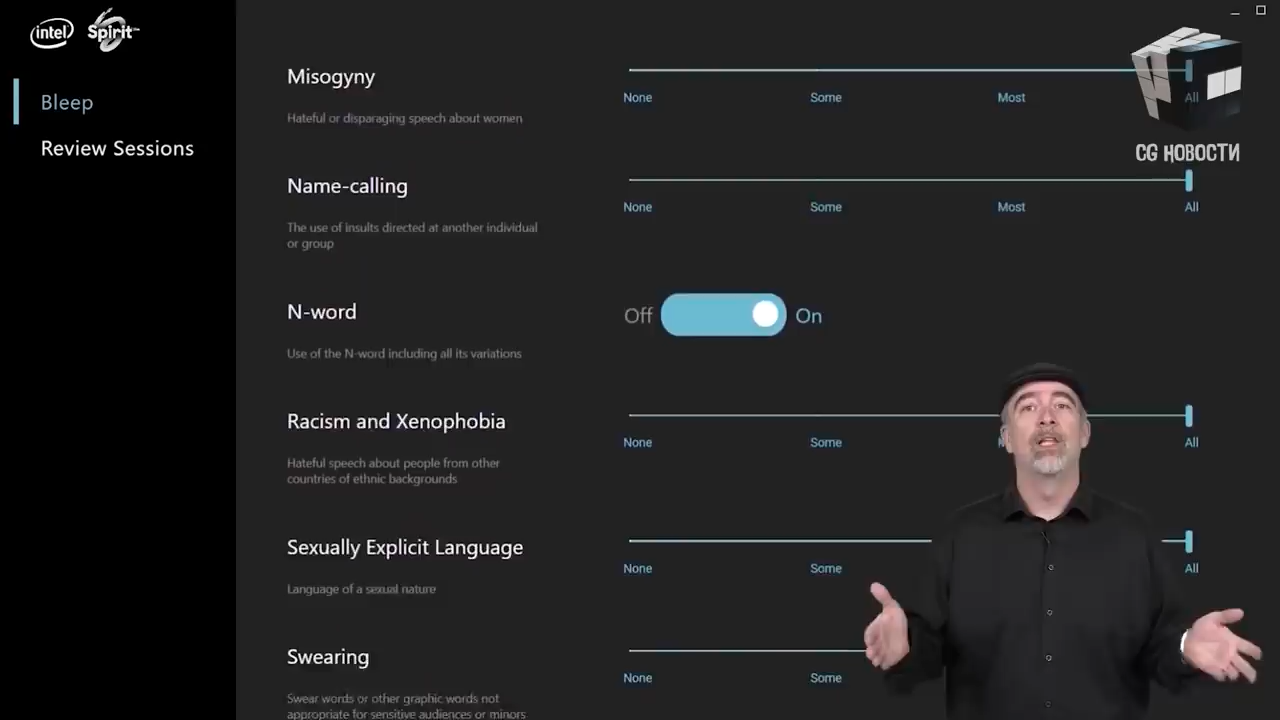 intel
Spirit
Bleep
Review Sessions
Misogyny
Hateful or disparaging speech about women
None Some Most All
CG НОВОСТИ
Name-calling
The use of insults directed at another individual
or group
None Some Most All
N-word
Use of the N-word including all its variations
Off On
Racism and Xenophobia
Hateful speech about people from other
countries of ethnic backgrounds
None Some All
Sexually Explicit Language
Language of a sexual nature
None Some All
Swearing
Swear words or other graphic words not
appropriate for sensitive audiences or minors
None Some